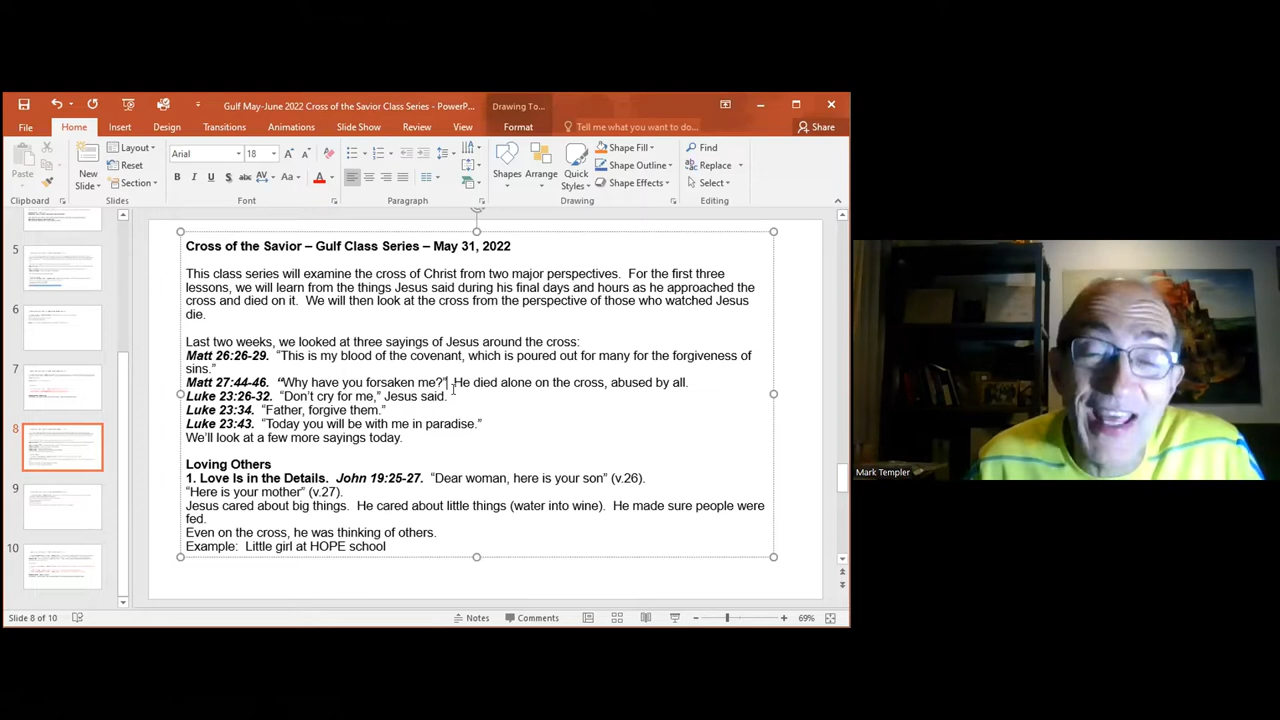 Gulf May-June 2022 Cross of the Savior Class Series - PowerP...
Drawing To...
File
Home
Insert
Design
Transitions
Animations
Slide Show
Review
View
Format
Tell me what you want to do...
Share
Paste
New
Slide
Layout
Reset
Section
Arial
18
B I U S abc AV Aa A
Shapes
Arrange
Quick
Styles
Shape Fill
Shape Outline
Shape Effects
Find
Replace
Select
Clipboard
Slides
Font
Paragraph
Drawing
Editing
5
6
7
8
9
10
Cross of the Savior – Gulf Class Series – May 31, 2022
This class series will examine the cross of Christ from two major perspectives. For the first three
lessons, we will learn from the things Jesus said during his final days and hours as he approached the
cross and died on it. We will then look at the cross from the perspective of those who watched Jesus
die.
Last two weeks, we looked at three sayings of Jesus around the cross:
Matt 26:26-29. “This is my blood of the covenant, which is poured out for many for the forgiveness of
sins.”
Matt 27:44-46. “Why have you forsaken me?” He died alone on the cross, abused by all.
Luke 23:26-32. “Don’t cry for me,” Jesus said.
Luke 23:34. “Father, forgive them.”
Luke 23:43. “Today you will be with me in paradise.”
We’ll look at a few more sayings today.
Loving Others
1. Love Is in the Details. John 19:25-27. “Dear woman, here is your son” (v.26).
“Here is your mother” (v.27).
Jesus cared about big things. He cared about little things (water into wine). He made sure people were
fed.
Even on the cross, he was thinking of others.
Example: Little girl at HOPE school
Slide 8 of 10
Notes
Comments
69%
Mark Templer